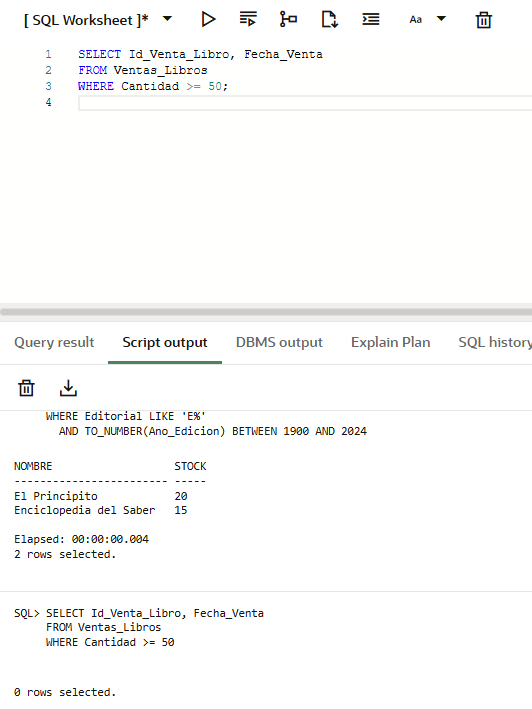 [ SQL Worksheet ]*
Aa
1 SELECT Id_Venta_Libro, Fecha_Venta
2 FROM Ventas_Libros
3 WHERE Cantidad >= 50;
4
Query result Script output DBMS output Explain Plan SQL history
WHERE Editorial LIKE 'E%'
AND TO_NUMBER(Ano_Edicion) BETWEEN 1900 AND 2024
NOMBRE STOCK
------------------------ -----
El Principito 20
Enciclopedia del Saber 15
Elapsed: 00:00:00.004
2 rows selected.
SQL> SELECT Id_Venta_Libro, Fecha_Venta
FROM Ventas_Libros
WHERE Cantidad >= 50
0 rows selected.